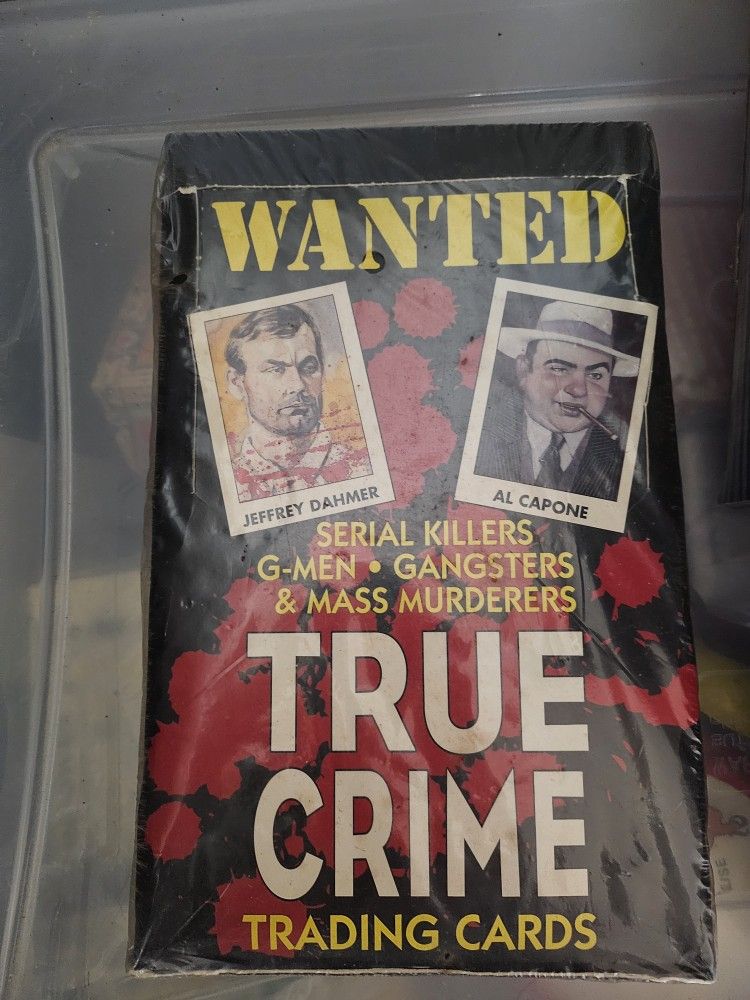 WANTED
JEFFREY DAHMER
AL CAPONE
SERIAL KILLERS
G-MEN • GANGSTERS
& MASS MURDERERS
TRUE
CRIME
TRADING CARDS